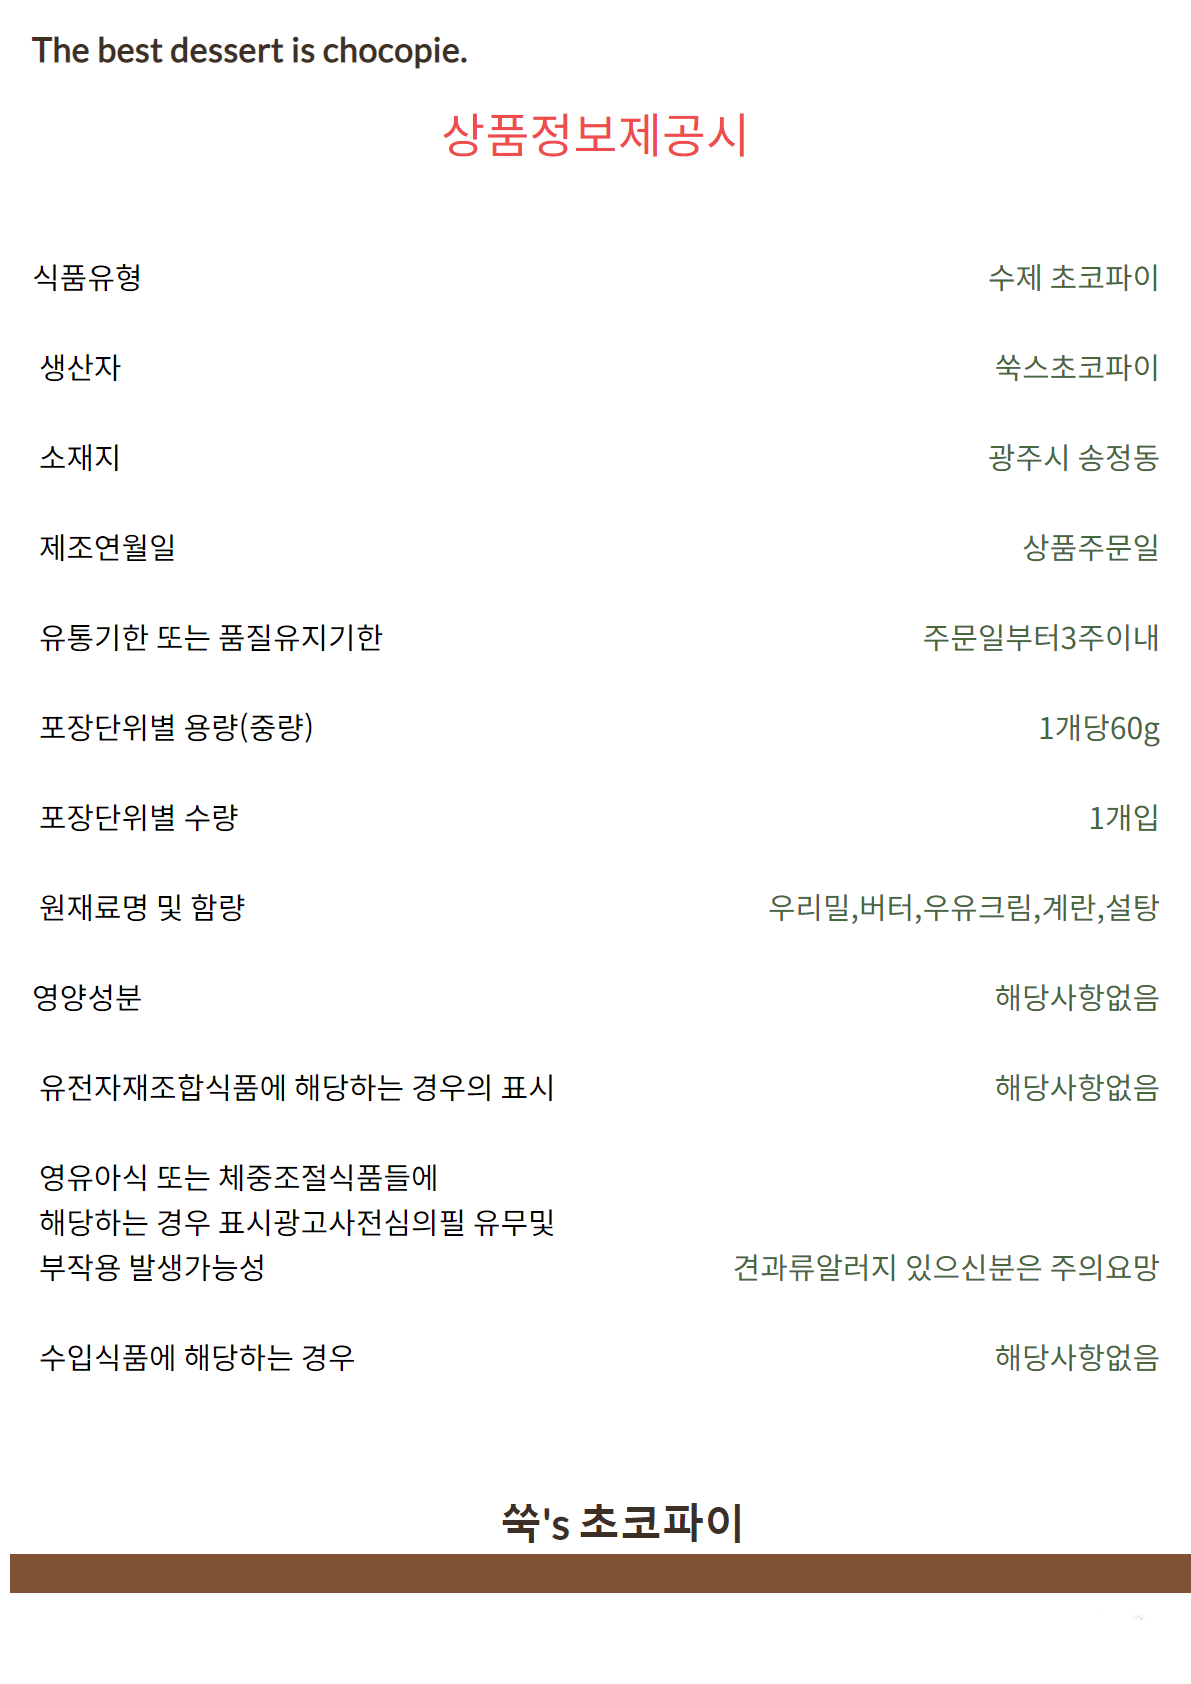 The best dessert is chocopie.
상품정보제공시
식품유형 수제 초코파이
생산자 쑥스초코파이
소재지 광주시 송정동
제조연월일 상품주문일
유통기한 또는 품질유지기한 주문일부터3주이내
포장단위별 용량(중량) 1개당60g
포장단위별 수량 1개입
원재료명 및 함량 우리밀,버터,우유크림,계란,설탕
영양성분 해당사항없음
유전자재조합식품에 해당하는 경우의 표시 해당사항없음
영유아식 또는 체중조절식품들에
해당하는 경우 표시광고사전심의필 유무및
부작용 발생가능성 견과류알러지 있으신분은 주의요망
수입식품에 해당하는 경우 해당사항없음
쑥's 초코파이